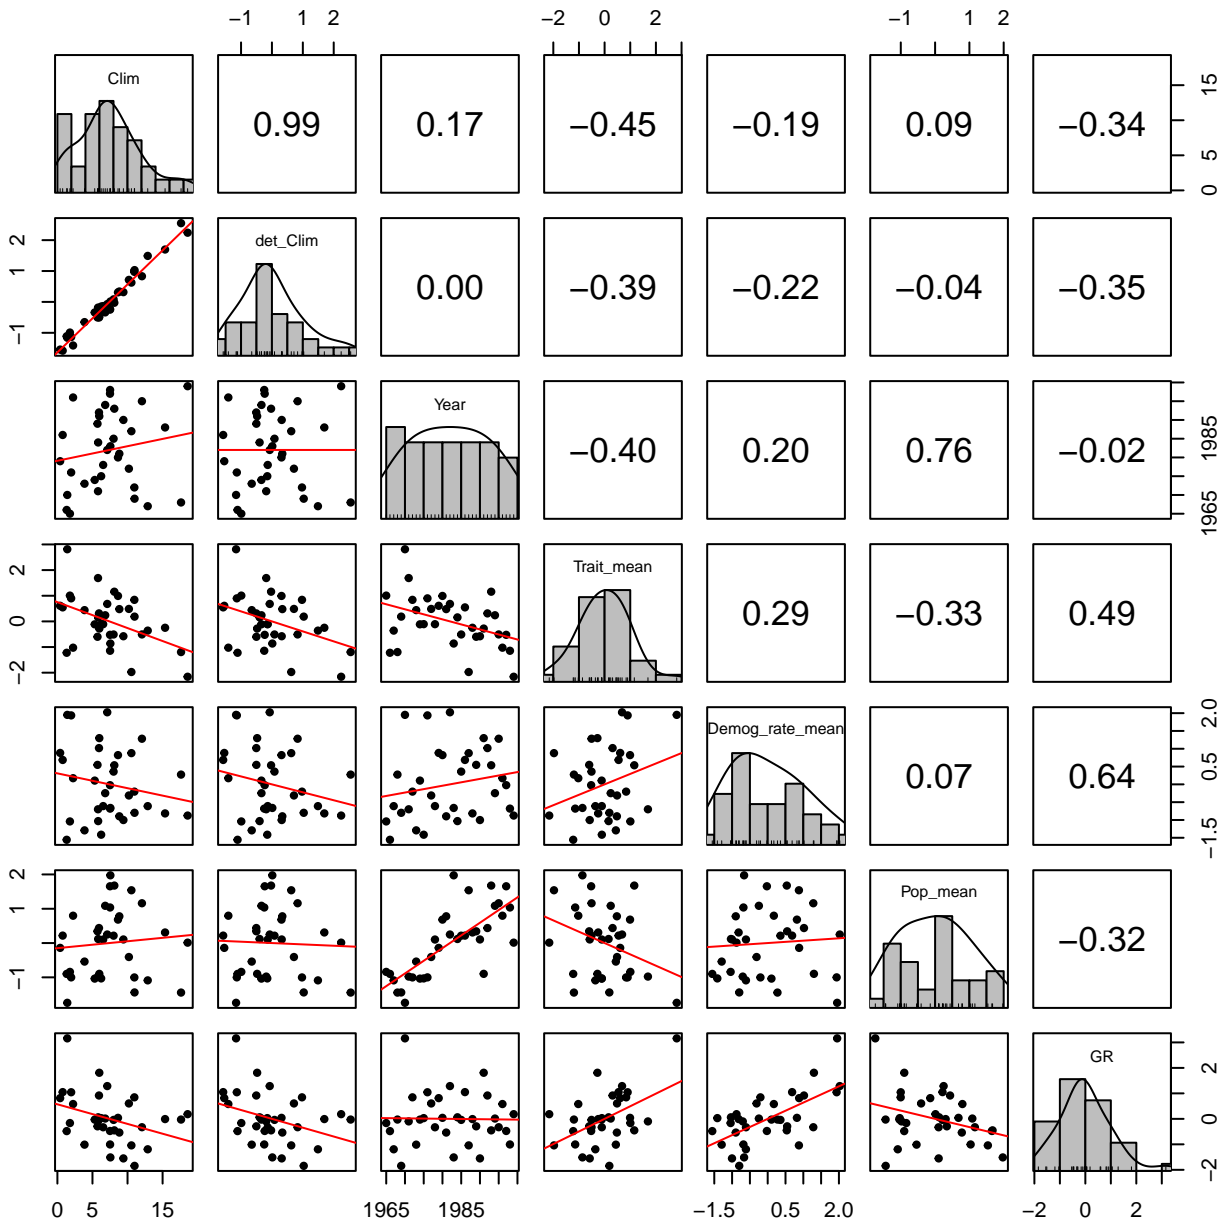 −1 1 2 −2 0 2 −1 1 2
Clim 0.99 0.17 −0.45 −0.19 0.09 −0.34 0 5 15
−1 1 2 det_Clim 0.00 −0.39 −0.22 −0.04 −0.35
Year −0.40 0.20 0.76 −0.02 1965 1985
−2 0 2 Trait_mean 0.29 −0.33 0.49
Demog_rate_mean 0.07 0.64 −1.5 0.5 2.0
−1 1 2 Pop_mean −0.32
GR −2 0 2
0 5 15 1965 1985 −1.5 0.5 2.0 −2 0 2